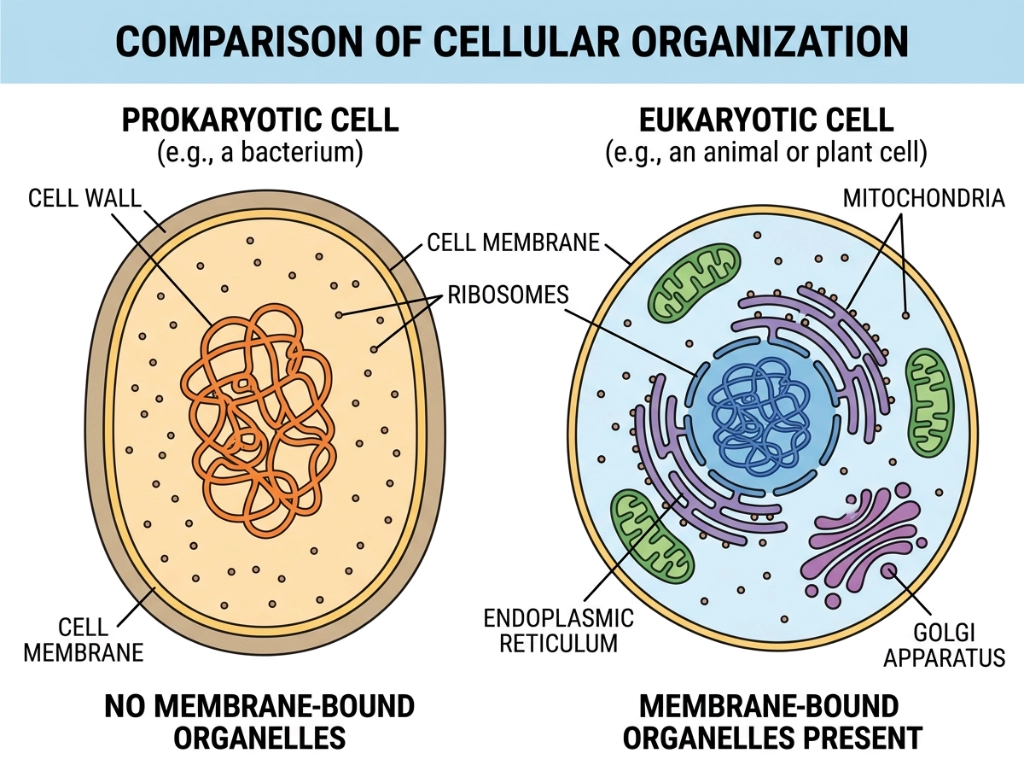 COMPARISON OF CELLULAR ORGANIZATION
PROKARYOTIC CELL
(e.g., a bacterium)
EUKARYOTIC CELL
(e.g., an animal or plant cell)
CELL WALL
MITOCHONDRIA
CELL MEMBRANE
RIBOSOMES
CELL
MEMBRANE
ENDOPLASMIC
RETICULUM
GOLGI
APPARATUS
NO MEMBRANE-BOUND
ORGANELLES
MEMBRANE-BOUND
ORGANELLES PRESENT